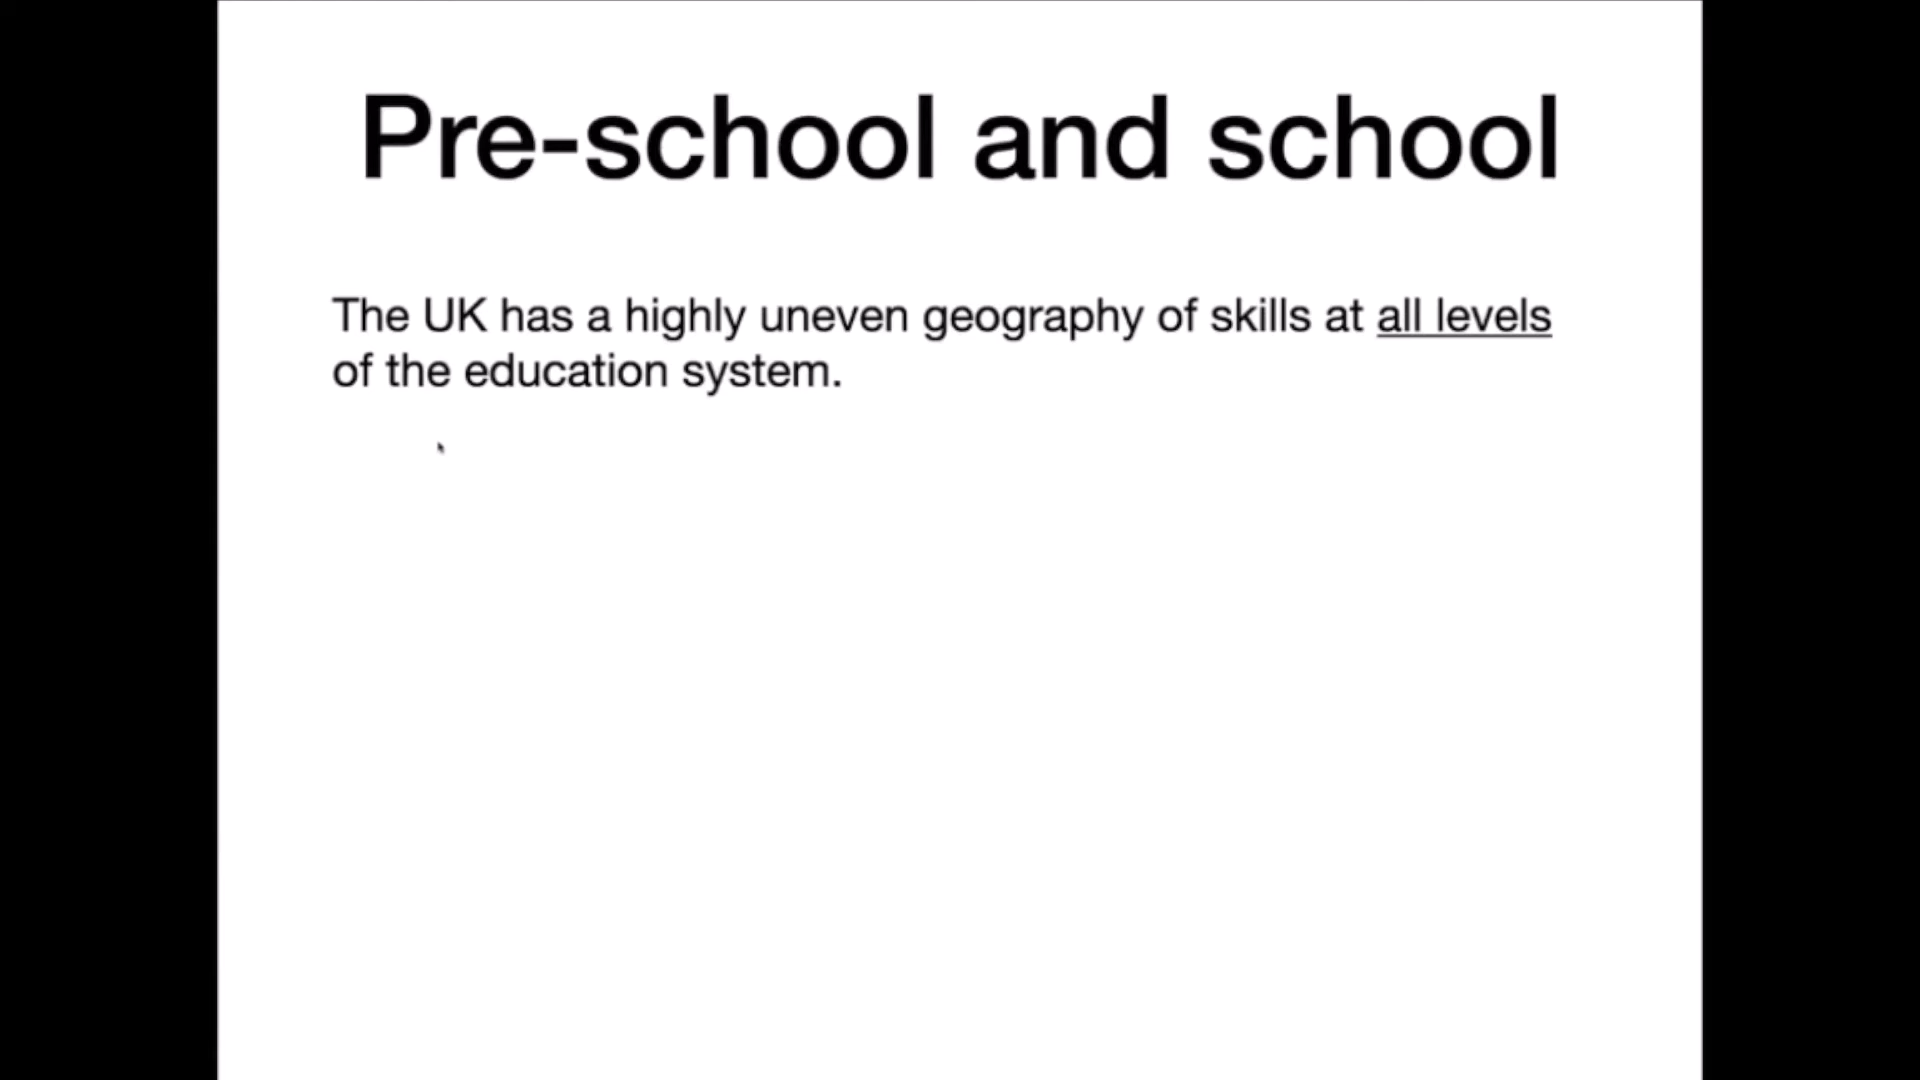 Pre-school and school
The UK has a highly uneven geography of skills at all levels
of the education system.